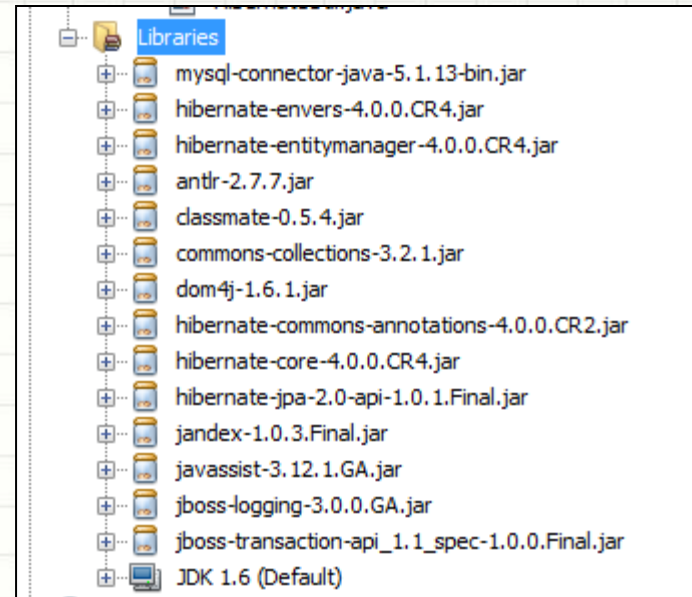 Libraries
mysql-connector-java-5.1.13-bin.jar
hibernate-envers-4.0.0.CR4.jar
hibernate-entitymanager-4.0.0.CR4.jar
antlr-2.7.7.jar
classmate-0.5.4.jar
commons-collections-3.2.1.jar
dom4j-1.6.1.jar
hibernate-commons-annotations-4.0.0.CR2.jar
hibernate-core-4.0.0.CR4.jar
hibernate-jpa-2.0-api-1.0.1.Final.jar
jandex-1.0.3.Final.jar
javassist-3.12.1.GA.jar
jboss-logging-3.0.0.GA.jar
jboss-transaction-api_1.1_spec-1.0.0.Final.jar
JDK 1.6 (Default)